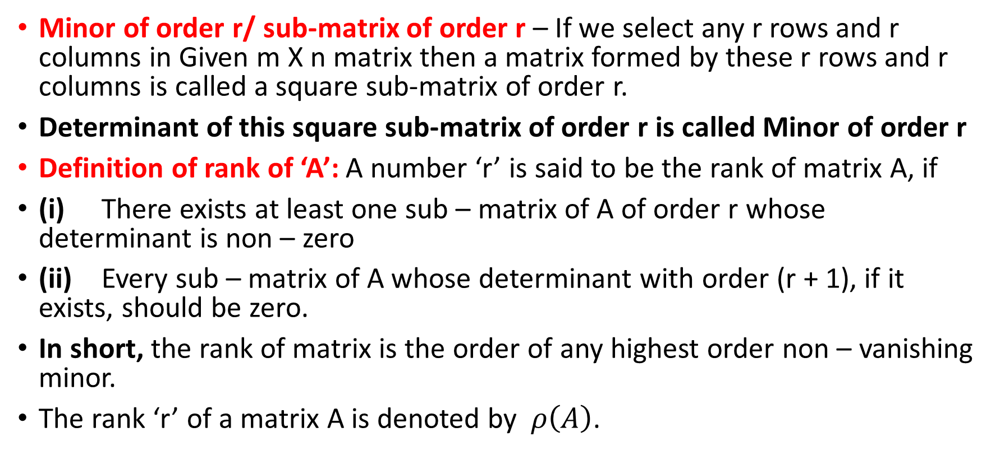 • Minor of order r/ sub-matrix of order r – If we select any r rows and r
columns in Given m X n matrix then a matrix formed by these r rows and r
columns is called a square sub-matrix of order r.
• Determinant of this square sub-matrix of order r is called Minor of order r
• Definition of rank of ‘A’: A number ‘r’ is said to be the rank of matrix A, if
• (i) There exists at least one sub – matrix of A of order r whose
determinant is non – zero
• (ii) Every sub – matrix of A whose determinant with order (r + 1), if it
exists, should be zero.
• In short, the rank of matrix is the order of any highest order non – vanishing
minor.
• The rank ‘r’ of a matrix A is denoted by 𝜌(𝐴).